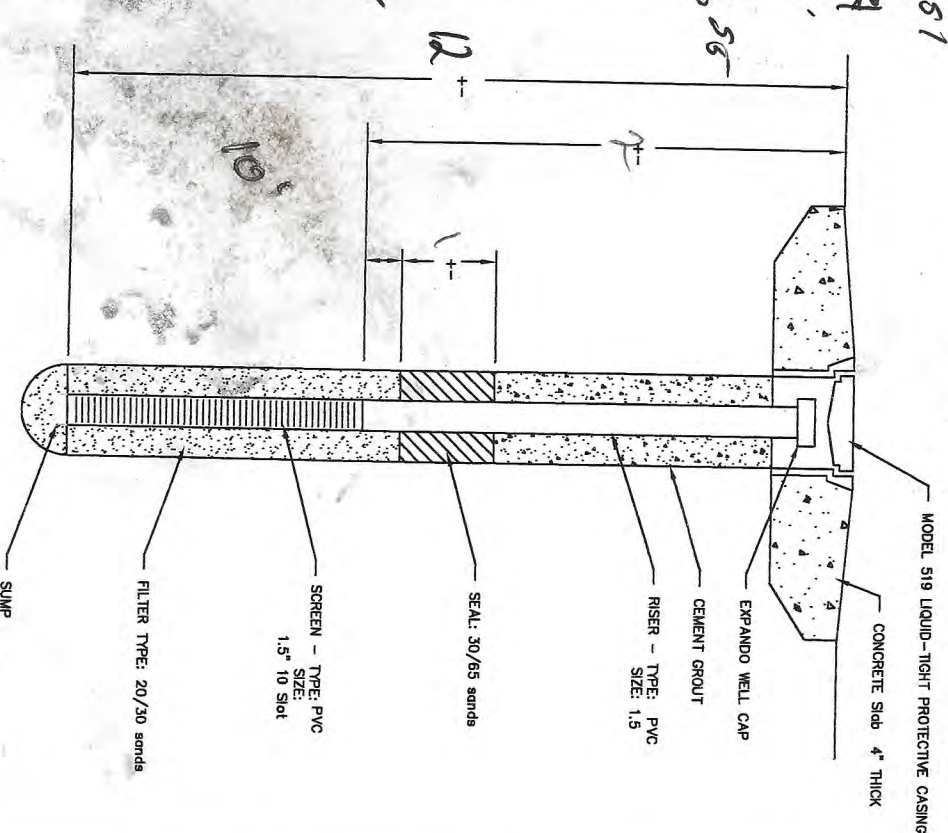 MODEL 519 LIQUID-TIGHT PROTECTIVE CASING
CONCRETE Slab 4" THICK
EXPANDO WELL CAP
CEMENT GROUT
RISER - TYPE: PVC
SIZE: 1.5
SEAL: 30/65 sands
SCREEN - TYPE: PVC
SIZE:
1.5" 10 Slot
FILTER TYPE: 20/30 sands
SUMP
12
+-
2
+-
1
+-
10'